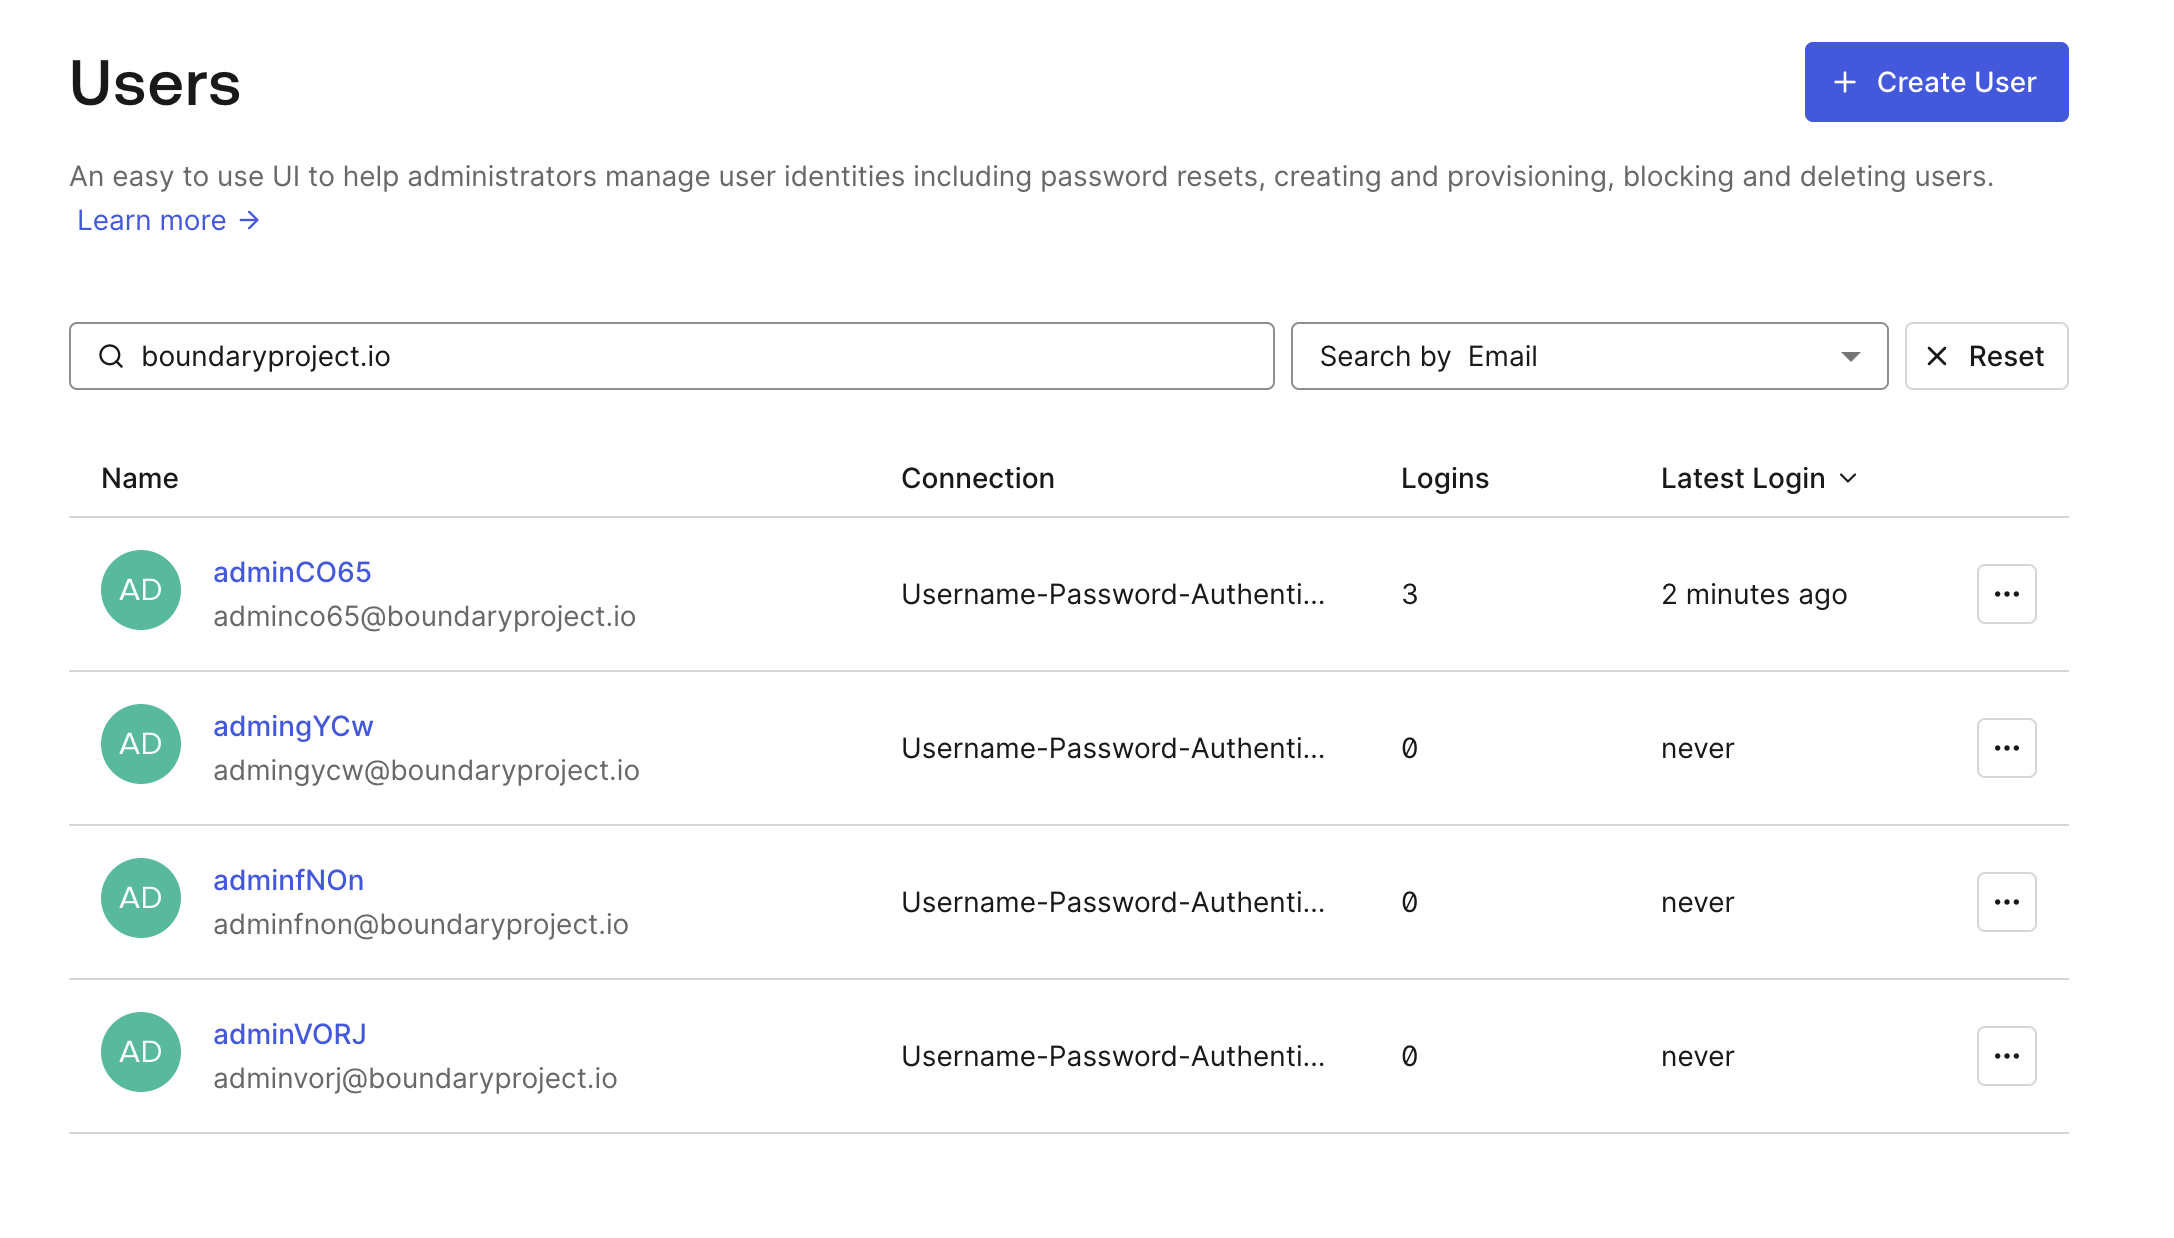 Users
+ Create User
An easy to use UI to help administrators manage user identities including password resets, creating and provisioning, blocking and deleting users.
Learn more →
boundaryproject.io
Search by Email
Reset
Name Connection Logins Latest Login
AD adminCO65 Username-Password-Authenti... 3 2 minutes ago ...
adminco65@boundaryproject.io
AD admingYCw Username-Password-Authenti... 0 never ...
admingycw@boundaryproject.io
AD adminfNOn Username-Password-Authenti... 0 never ...
adminfnon@boundaryproject.io
AD adminVORJ Username-Password-Authenti... 0 never ...
adminvorj@boundaryproject.io